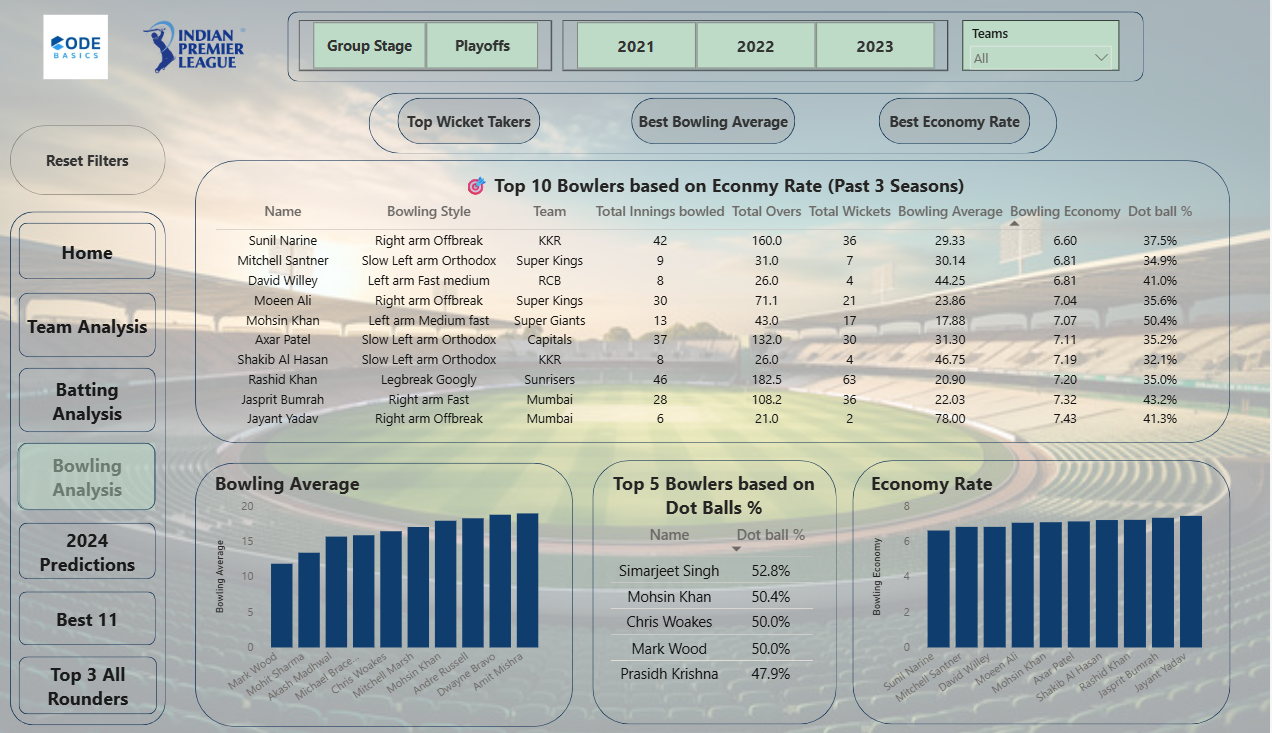 CODE
BASICS
INDIAN
PREMIER
LEAGUE
Group Stage Playoffs
2021 2022 2023
Teams
All
Top Wicket Takers Best Bowling Average Best Economy Rate
Reset Filters
Home
Team Analysis
Batting
Analysis
Bowling
Analysis
2024
Predictions
Best 11
Top 3 All
Rounders
Top 10 Bowlers based on Econmy Rate (Past 3 Seasons)
Name Bowling Style Team Total Innings bowled Total Overs Total Wickets Bowling Average Bowling Economy Dot ball %
Sunil Narine Right arm Offbreak KKR 42 160.0 36 29.33 6.60 37.5%
Mitchell Santner Slow Left arm Orthodox Super Kings 9 31.0 7 30.14 6.81 34.9%
David Willey Left arm Fast medium RCB 8 26.0 4 44.25 6.81 41.0%
Moeen Ali Right arm Offbreak Super Kings 30 71.1 21 23.86 7.04 35.6%
Mohsin Khan Left arm Medium fast Super Giants 13 43.0 17 17.88 7.07 50.4%
Axar Patel Slow Left arm Orthodox Capitals 37 132.0 30 31.30 7.11 35.2%
Shakib Al Hasan Slow Left arm Orthodox KKR 8 26.0 4 46.75 7.19 32.1%
Rashid Khan Legbreak Googly Sunrisers 46 182.5 63 20.90 7.20 35.0%
Jasprit Bumrah Right arm Fast Mumbai 28 108.2 36 22.03 7.32 43.2%
Jayant Yadav Right arm Offbreak Mumbai 6 21.0 2 78.00 7.43 41.3%
Bowling Average
Bowling Average
20
15
10
5
0
Mark Wood
Mohit Sharma
Akash Madhwal
Michael Brace...
Chris Woakes
Mitchell Marsh
Mohsin Khan
Andre Russell
Dwayne Bravo
Amit Mishra
Top 5 Bowlers based on
Dot Balls %
Name Dot ball %
Simarjeet Singh 52.8%
Mohsin Khan 50.4%
Chris Woakes 50.0%
Mark Wood 50.0%
Prasidh Krishna 47.9%
Economy Rate
Bowling Economy
8
6
4
2
0
Sunil Narine
Mitchell Santner
David Willey
Moeen Ali
Mohsin Khan
Axar Patel
Shakib Al Hasan
Rashid Khan
Jasprit Bumrah
Jayant Yadav